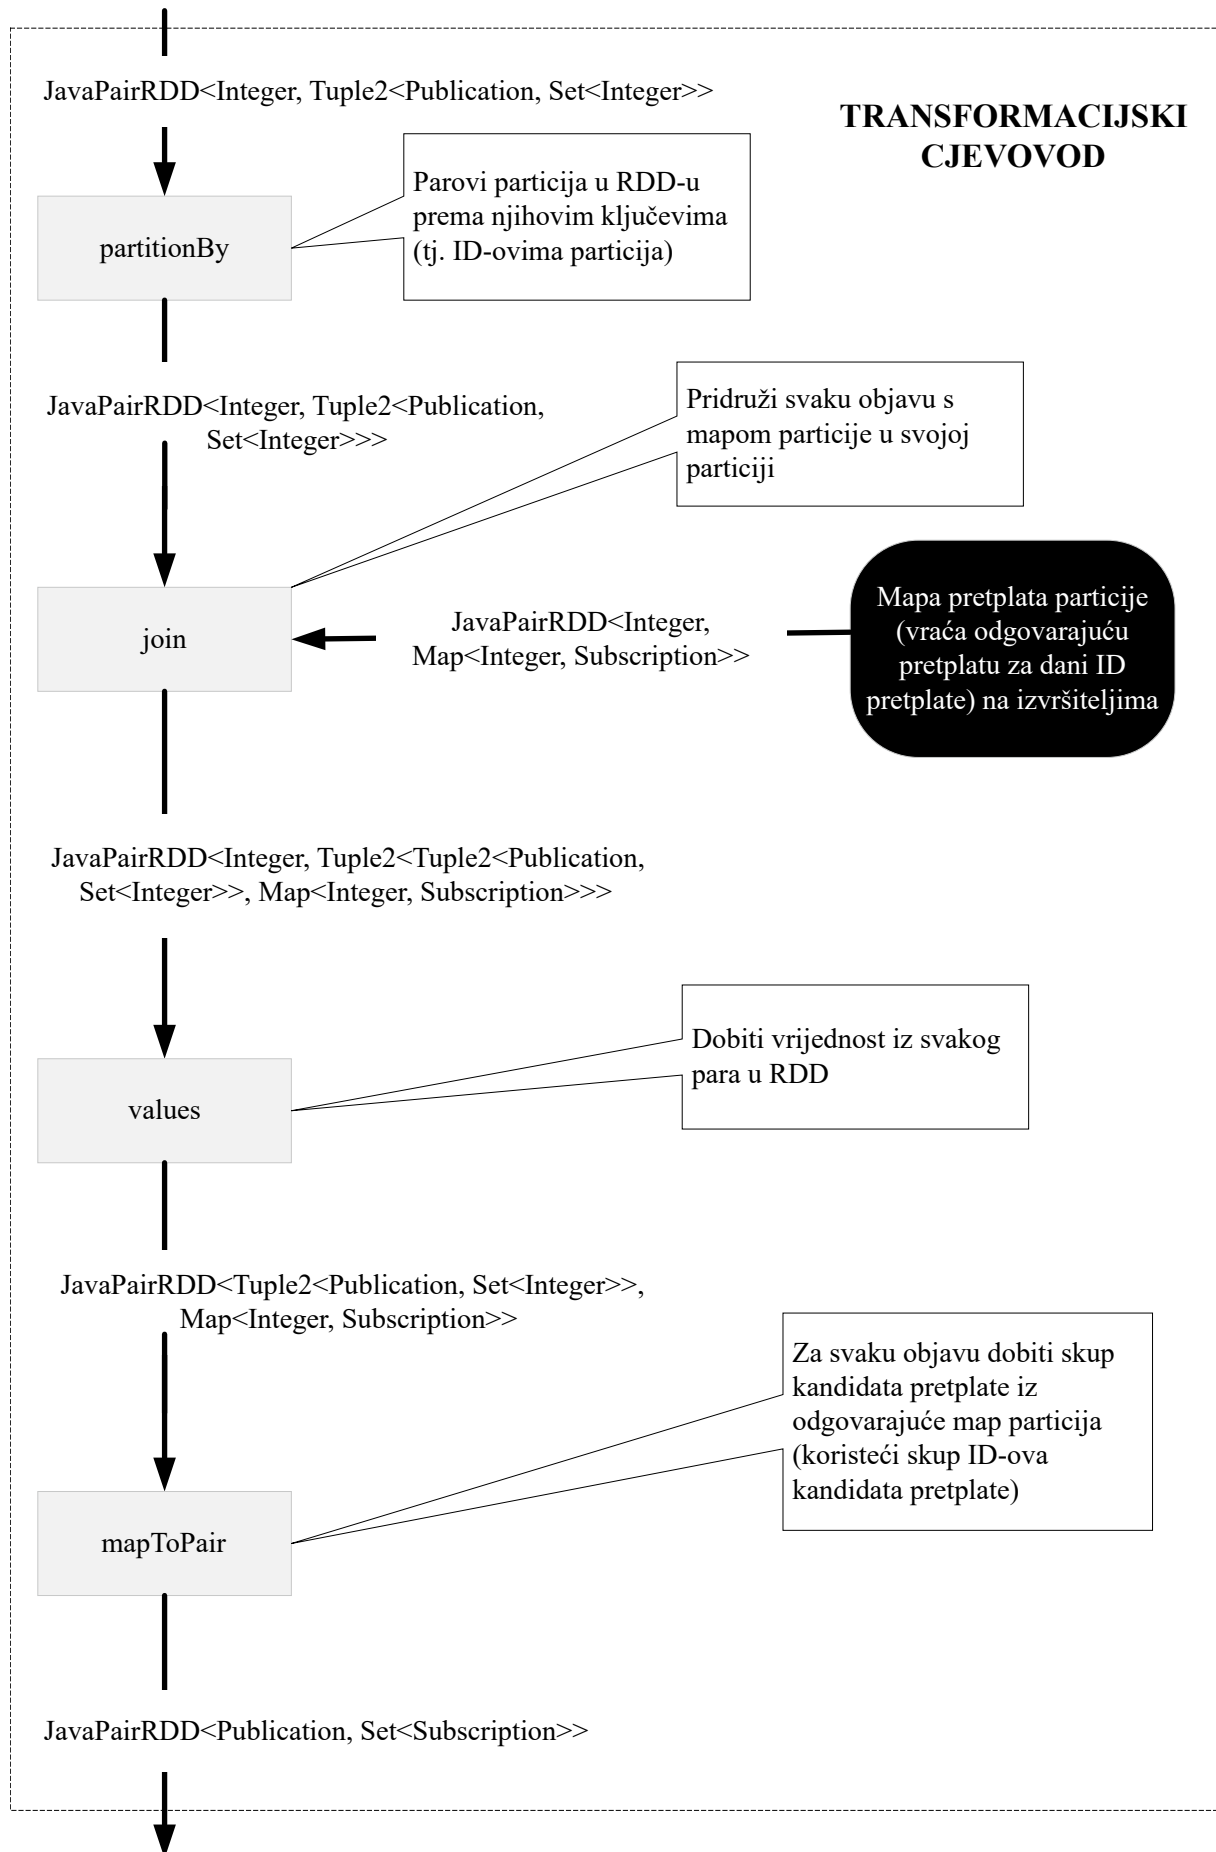 JavaPairRDD<Integer, Tuple2<Publication, Set<Integer>>
TRANSFORMACIJSKI
CJEVOVOD
partitionBy
Parovi particija u RDD-u
prema njihovim ključevima
(tj. ID-ovima particija)
JavaPairRDD<Integer, Tuple2<Publication,
Set<Integer>>>
Pridruži svaku objavu s
mapom particije u svojoj
particiji
join
JavaPairRDD<Integer,
Map<Integer, Subscription>>
Mapa pretplata particije
(vraća odgovarajuću
pretplatu za dani ID
pretplate) na izvršiteljima
JavaPairRDD<Integer, Tuple2<Tuple2<Publication,
Set<Integer>>, Map<Integer, Subscription>>>
values
Dobiti vrijednost iz svakog
para u RDD
JavaPairRDD<Tuple2<Publication, Set<Integer>>,
Map<Integer, Subscription>>
Za svaku objavu dobiti skup
kandidata pretplate iz
odgovarajuće map particija
(koristeći skup ID-ova
kandidata pretplate)
mapToPair
JavaPairRDD<Publication, Set<Subscription>>